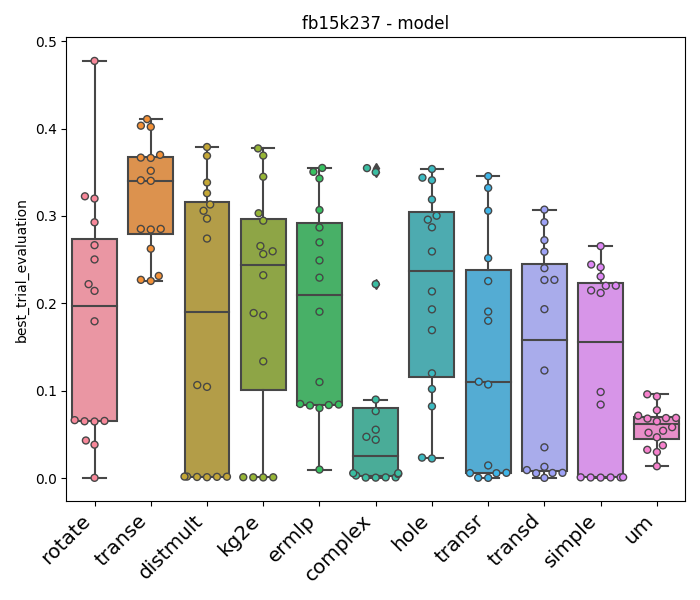 fb15k237 - model
best_trial_evaluation
0.5
0.4
0.3
0.2
0.1
0.0
rotate
transe
distmult
kg2e
ermlp
complex
hole
transr
transd
simple
um